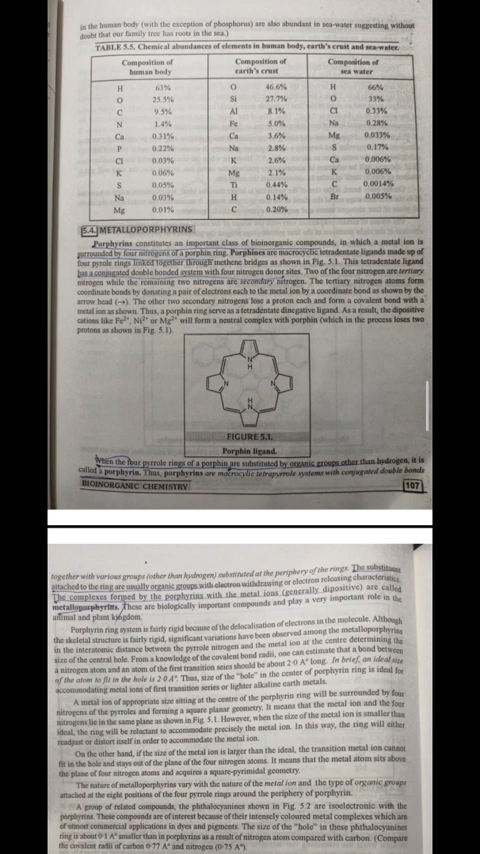 in the human body (with the exception of phosphorus) are also abundant in sea-water suggesting without
doubt that our family tree has roots in the sea.)
TABLE 5.5. Chemical abundances of elements in human body, earth's crust and sea-water.
Composition of human body Composition of earth's crust Composition of sea water
H 63% O 46.6% H 66%
O 25.5% Si 27.7% O 33%
C 9.5% Al 8.1% Cl 0.33%
N 1.4% Fe 5.0% Na 0.28%
Ca 0.31% Ca 3.6% Mg 0.033%
P 0.22% Na 2.8% S 0.17%
Cl 0.03% K 2.6% Ca 0.006%
K 0.06% Mg 2.1% K 0.006%
S 0.05% Ti 0.44% C 0.0014%
Na 0.03% H 0.14% Br 0.005%
Mg 0.01% C 0.20%
5.4. METALLOPORPHYRINS
Porphyrins constitutes an important class of bioinorganic compounds, in which a metal ion is
surrounded by four nitrogens of a porphin ring. Porphines are macrocyclic tetradentate ligands made up of
four pyrole rings linked together through methene bridges as shown in Fig. 5.1. This tetradentate ligand
has a conjugated double bonded system with four nitrogen donor sites. Two of the four nitrogen are tertiary
nitrogen while the remaining two nitrogens are secondary nitrogen. The tertiary nitrogen atoms form
coordinate bonds by donating a pair of electrons each to the metal ion by a coordinate bond as shown by the
arrow head (→). The other two secondary nitrogens lose a proton each and form a covalent bond with a
metal ion as shown. Thus, a porphin ring serve as a tetradentate dinegative ligand. As a result, the dipositive
cations like Fe²⁺, Ni²⁺ or Mg²⁺ will form a neutral complex with porphin (which in the process loses two
protons as shown in Fig. 5.1).
N
H
N
N
H
N
FIGURE 5.1.
Porphin ligand.
When the four pyrrole rings of a porphin are substituted by organic groups other than hydrogen, it is
called a porphyrin. Thus, porphyrins are macrocylic tetrapyrrole systems with conjugated double bonds
BIOINORGANIC CHEMISTRY 107
together with various groups (other than hydrogen) substituted at the periphery of the rings. The substituent
attached to the ring are usually organic groups with electron withdrawing or electron releasing characteristics.
The complexes formed by the porphyrins with the metal ions (generally dipositive) are called
metalloporphyrins. These are biologically important compounds and play a very important role in the
animal and plant kingdom.
Porphyrin ring system is fairly rigid because of the delocalisation of electrons in the molecule. Although
the skeletal structure is fairly rigid, significant variations have been observed among the metalloporphyrins
in the interatomic distance between the pyrrole nitrogen and the metal ion at the centre determining the
size of the central hole. From a knowledge of the covalent bond radii, one can estimate that a bond between
a nitrogen atom and an atom of the first transition series should be about 2·0 A° long. In brief, an ideal size
of the atom to fit in the hole is 2·0 A°. Thus, size of the "hole" in the center of porphyrin ring is ideal for
accommodating metal ions of first transition series or lighter alkaline earth metals.
A metal ion of appropriate size sitting at the centre of the porphyrin ring will be surrounded by four
nitrogens of the pyrroles and forming a square planar geometry. It means that the metal ion and the four
nitrogens lie in the same plane as shown in Fig. 5.1. However, when the size of the metal ion is smaller than
ideal, the ring will be reluctant to accommodate precisely the metal ion. In this way, the ring will either
readjust or distort itself in order to accommodate the metal ion.
On the other hand, if the size of the metal ion is larger than the ideal, the transition metal ion cannot
fit in the hole and stays out of the plane of the four nitrogen atoms. It means that the metal atom sits above
the plane of four nitrogen atoms and acquires a square-pyrimidal geometry.
The nature of metalloporphyrins vary with the nature of the metal ion and the type of organic groups
attached at the eight positions of the four pyrrole rings around the periphery of porphyrin.
A group of related compounds, the phthalocyanines shown in Fig. 5.2 are isoelectronic with the
porphyrins. These compounds are of interest because of their intensely coloured metal complexes which are
of utmost commercial applications in dyes and pigments. The size of the "hole" in these phthalocyanines
ring is about 0·1 A° smaller than in porphyrins as a result of nitrogen atom compared with carbon. (Compare
the covalent radii of carbon 0·77 A° and nitrogen (0·75 A°).